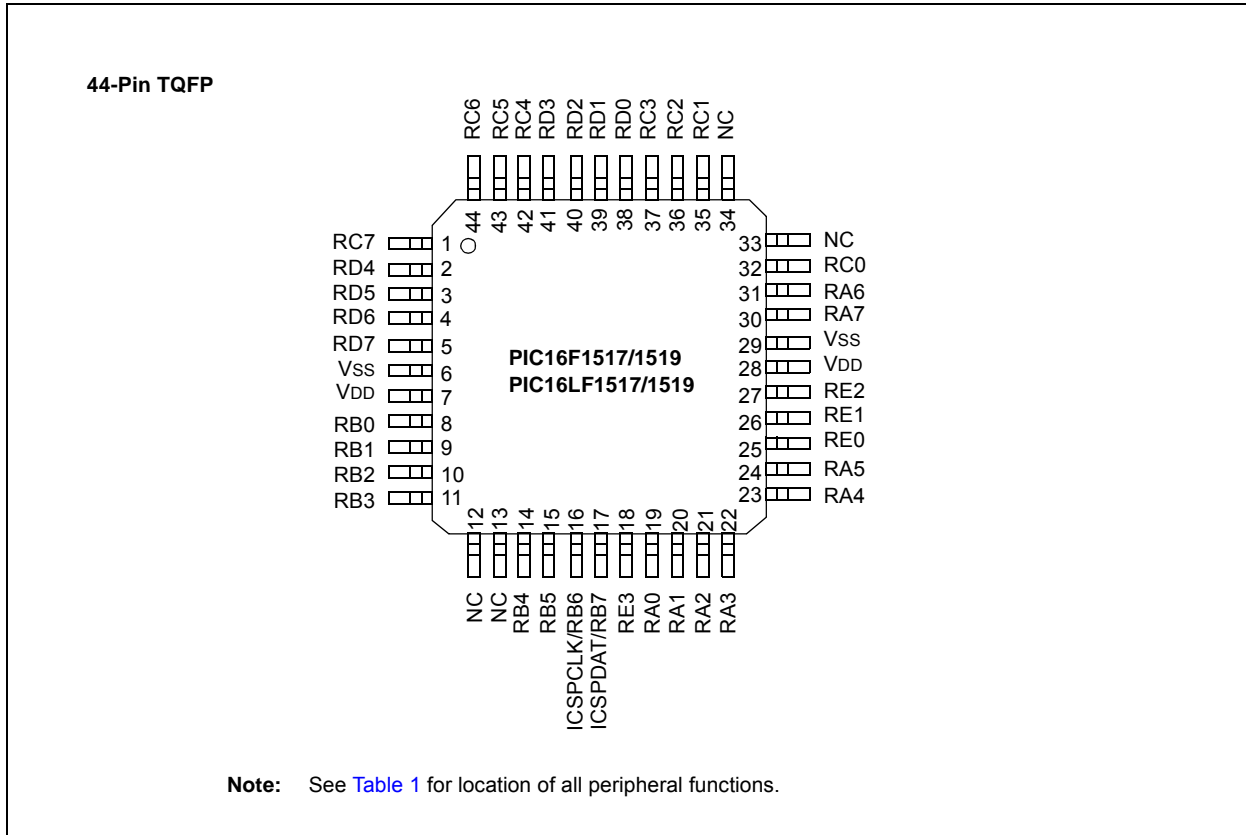 44-Pin TQFP
RC6
RC5
RC4
RD3
RD2
RD1
RD0
RC3
RC2
RC1
NC
44
43
42
41
40
39
38
37
36
35
34
RC7 1
RD4 2
RD5 3
RD6 4
RD7 5
VSS 6
VDD 7
RB0 8
RB1 9
RB2 10
RB3 11
PIC16F1517/1519
PIC16LF1517/1519
33 NC
32 RC0
31 RA6
30 RA7
29 VSS
28 VDD
27 RE2
26 RE1
25 RE0
24 RA5
23 RA4
12
13
14
15
16
17
18
19
20
21
22
NC
NC
RB4
RB5
ICSPCLK/RB6
ICSPDAT/RB7
RE3
RA0
RA1
RA2
RA3
Note: See Table 1 for location of all peripheral functions.